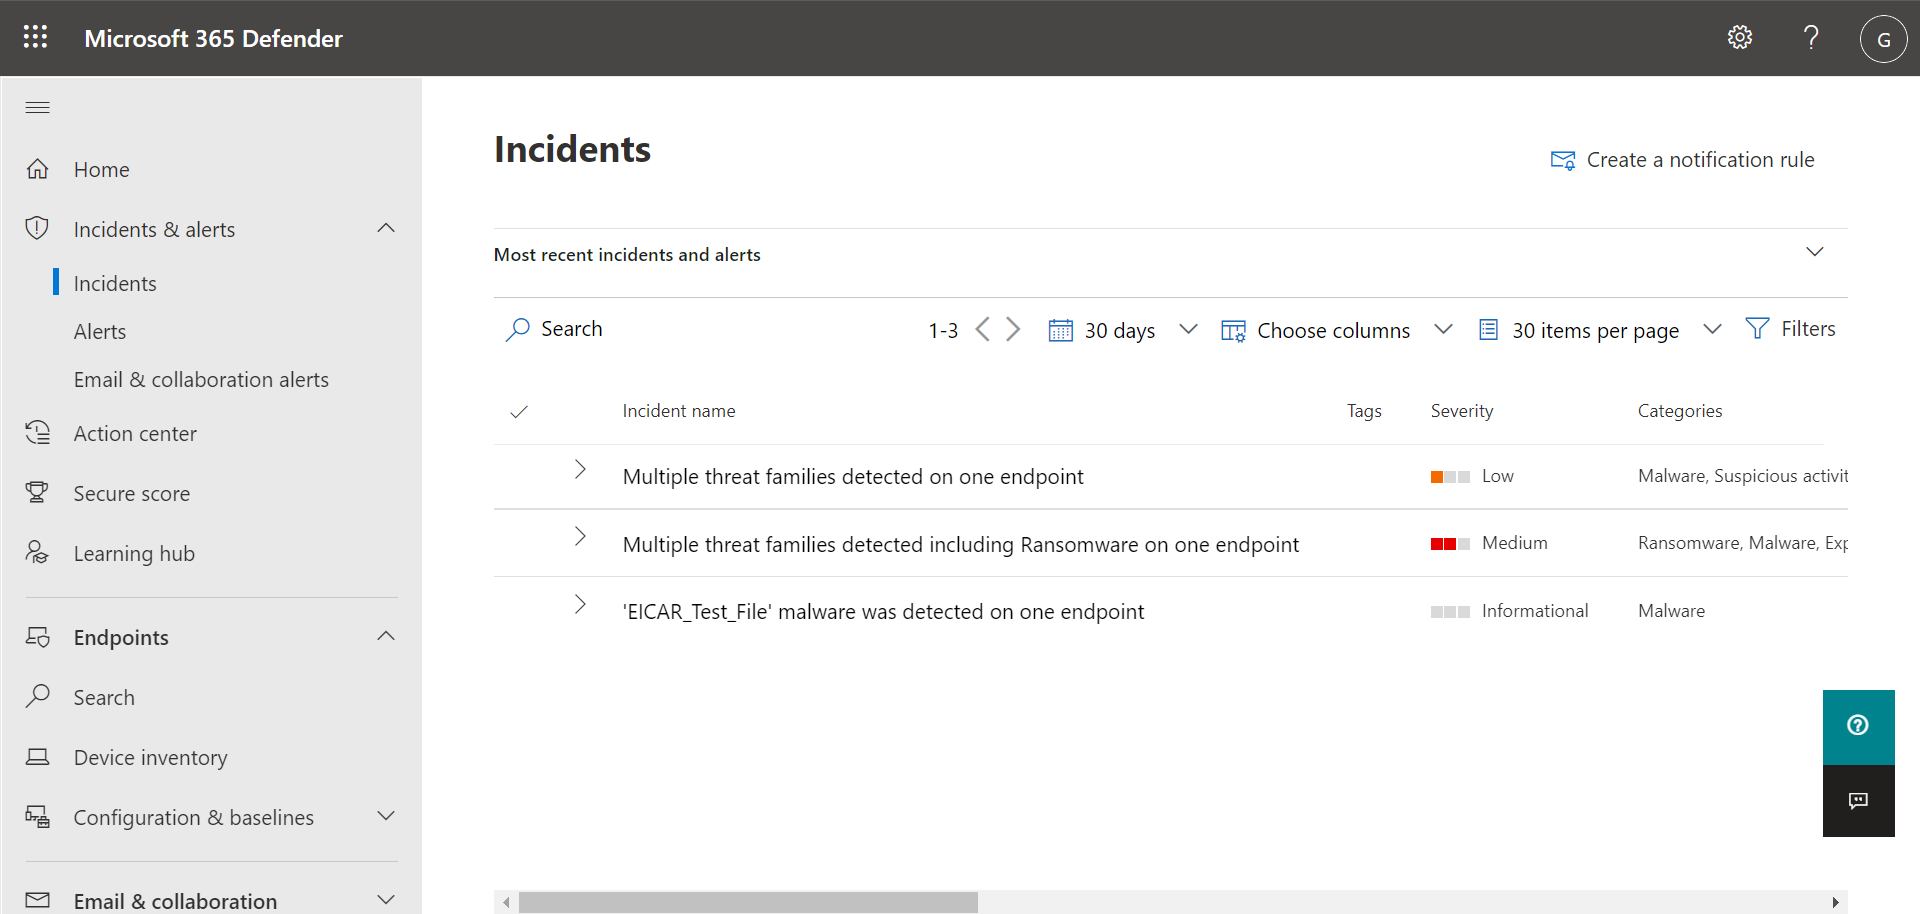 Microsoft 365 Defender
G
Home
Incidents & alerts
Incidents
Alerts
Email & collaboration alerts
Action center
Secure score
Learning hub
Endpoints
Search
Device inventory
Configuration & baselines
Email & collaboration
Incidents
Create a notification rule
Most recent incidents and alerts
Search 1-3 30 days Choose columns 30 items per page Filters
Incident name Tags Severity Categories
Multiple threat families detected on one endpoint Low Malware, Suspicious activit
Multiple threat families detected including Ransomware on one endpoint Medium Ransomware, Malware, Exp
'EICAR_Test_File' malware was detected on one endpoint Informational Malware